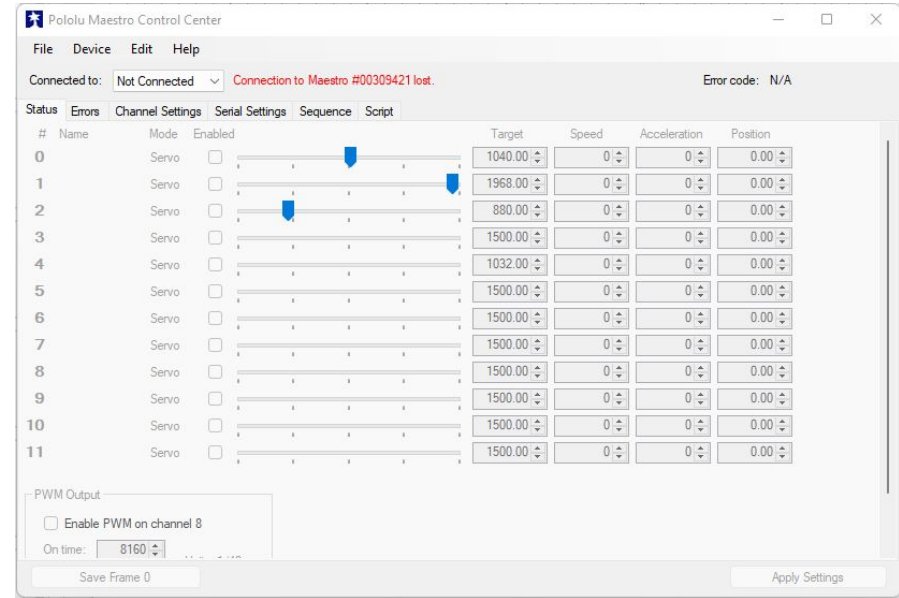 Pololu Maestro Control Center
File Device Edit Help
Connected to: Not Connected Connection to Maestro #00309421 lost. Error code: N/A
Status Errors Channel Settings Serial Settings Sequence Script
# Name Mode Enabled Target Speed Acceleration Position
0 Servo 1040.00 0 0 0.00
1 Servo 1968.00 0 0 0.00
2 Servo 880.00 0 0 0.00
3 Servo 1500.00 0 0 0.00
4 Servo 1032.00 0 0 0.00
5 Servo 1500.00 0 0 0.00
6 Servo 1500.00 0 0 0.00
7 Servo 1500.00 0 0 0.00
8 Servo 1500.00 0 0 0.00
9 Servo 1500.00 0 0 0.00
10 Servo 1500.00 0 0 0.00
11 Servo 1500.00 0 0 0.00
PWM Output
Enable PWM on channel 8
On time: 8160
Save Frame 0 Apply Settings